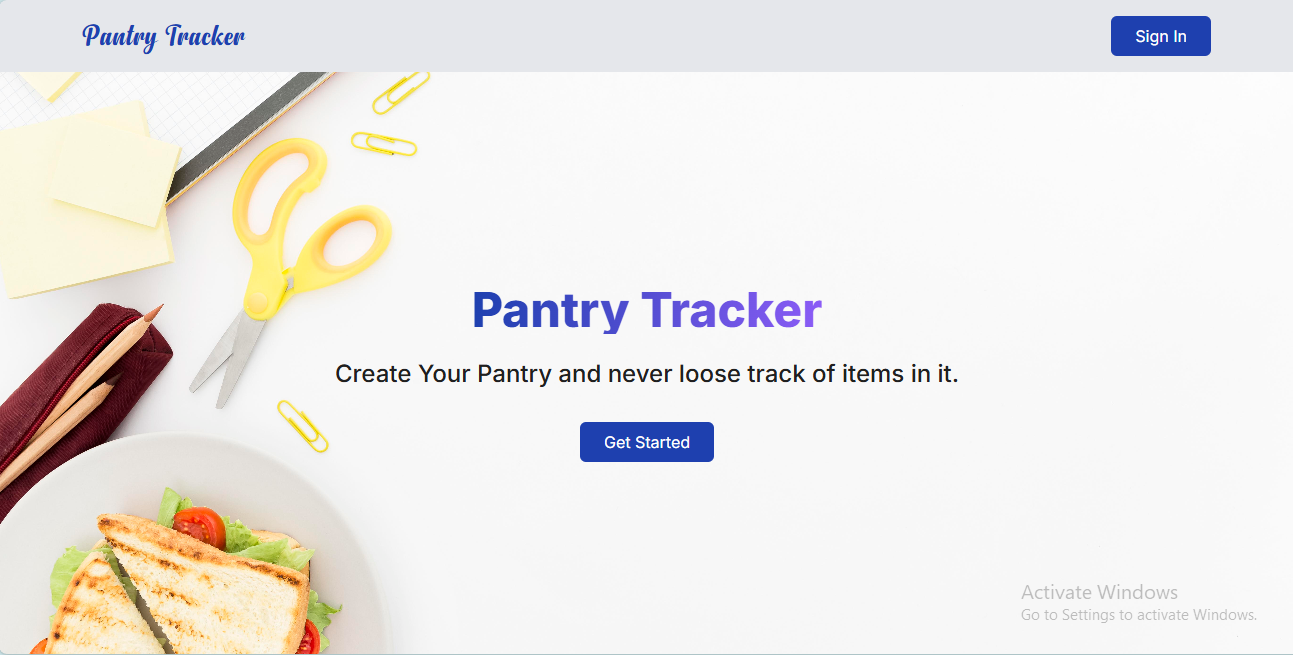 Pantry Tracker
Sign In
Pantry Tracker
Create Your Pantry and never loose track of items in it.
Get Started
Activate Windows
Go to Settings to activate Windows.